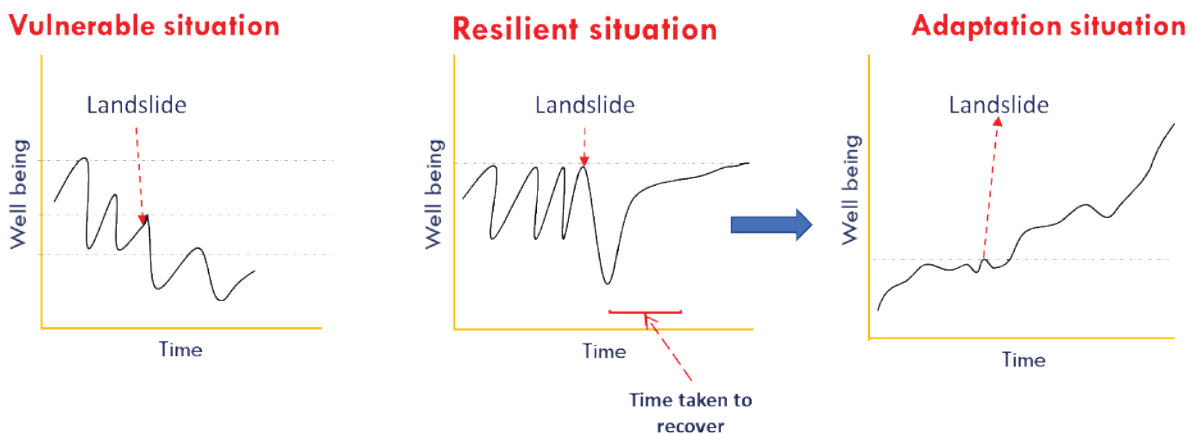 Vulnerable situation
Landslide
Well being
Time
Resilient situation
Landslide
Well being
Time
Time taken to
recover
Adaptation situation
Landslide
Well being
Time